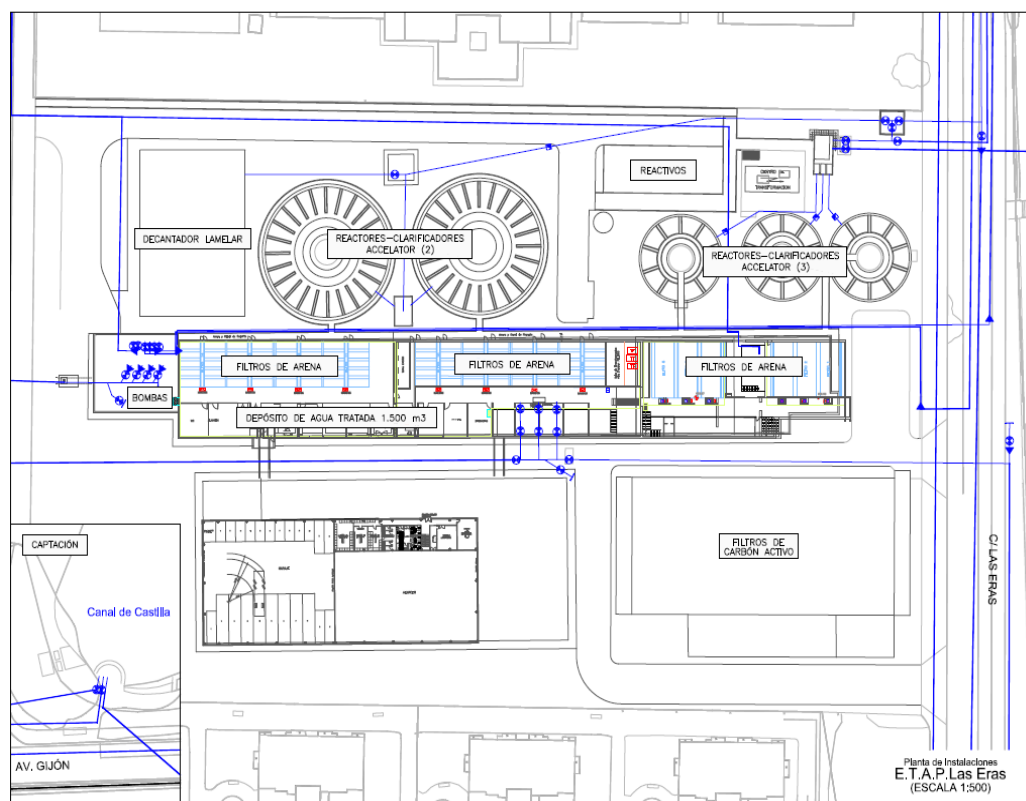 REACTIVOS
CENTRO DE
TRANSFORMACION
DECANTADOR LAMELAR
REACTORES-CLARIFICADORES
ACCELATOR (2)
REACTORES-CLARIFICADORES
ACCELATOR (3)
FILTROS DE ARENA
FILTROS DE ARENA
FILTROS DE ARENA
BOMBAS
DEPÓSITO DE AGUA TRATADA 1.500 m3
CAPTACIÓN
Canal de Castilla
AV. GIJÓN
FILTROS DE
CARBÓN ACTIVO
C/ LAS ERAS
Planta de Instalaciones
E.T.A.P.Las Eras
(ESCALA 1:500)